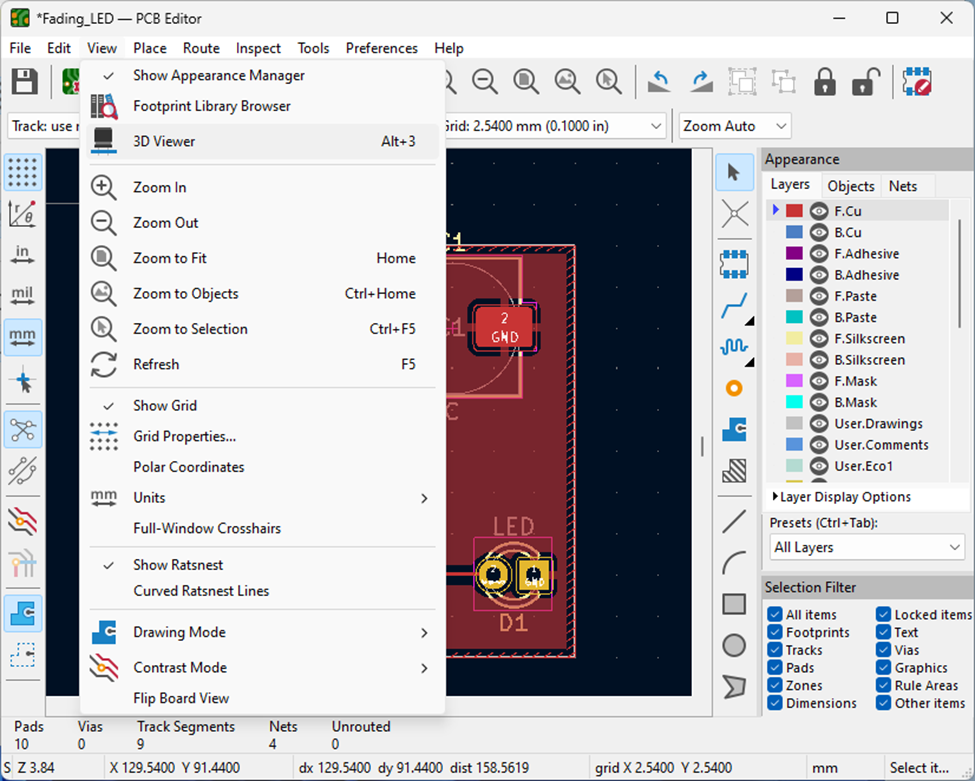 *Fading_LED — PCB Editor
File Edit View Place Route Inspect Tools Preferences Help
Show Appearance Manager
Footprint Library Browser
Track: use
3D Viewer Alt+3
Grid: 2.5400 mm (0.1000 in)
Zoom Auto
Zoom In
Zoom Out
Zoom to Fit Home
Zoom to Objects Ctrl+Home
Zoom to Selection Ctrl+F5
Refresh F5
Show Grid
Grid Properties...
Polar Coordinates
Units
Full-Window Crosshairs
Show Ratsnest
Curved Ratsnest Lines
Drawing Mode
Contrast Mode
Flip Board View
r
θ
in
mil
mm
mm
C1
C1
2
GND
C
LED
2
1
GND
D1
Appearance
Layers Objects Nets
F.Cu
B.Cu
F.Adhesive
B.Adhesive
F.Paste
B.Paste
F.Silkscreen
B.Silkscreen
F.Mask
B.Mask
User.Drawings
User.Comments
User.Eco1
Layer Display Options
Presets (Ctrl+Tab):
All Layers
Selection Filter
All items Locked items
Footprints Text
Tracks Vias
Pads Graphics
Zones Rule Areas
Dimensions Other items
Pads Vias Track Segments Nets Unrouted
10 0 9 4 0
S Z 3.84 X 129.5400 Y 91.4400 dx 129.5400 dy 91.4400 dist 158.5619 grid X 2.5400 Y 2.5400 mm Select it...